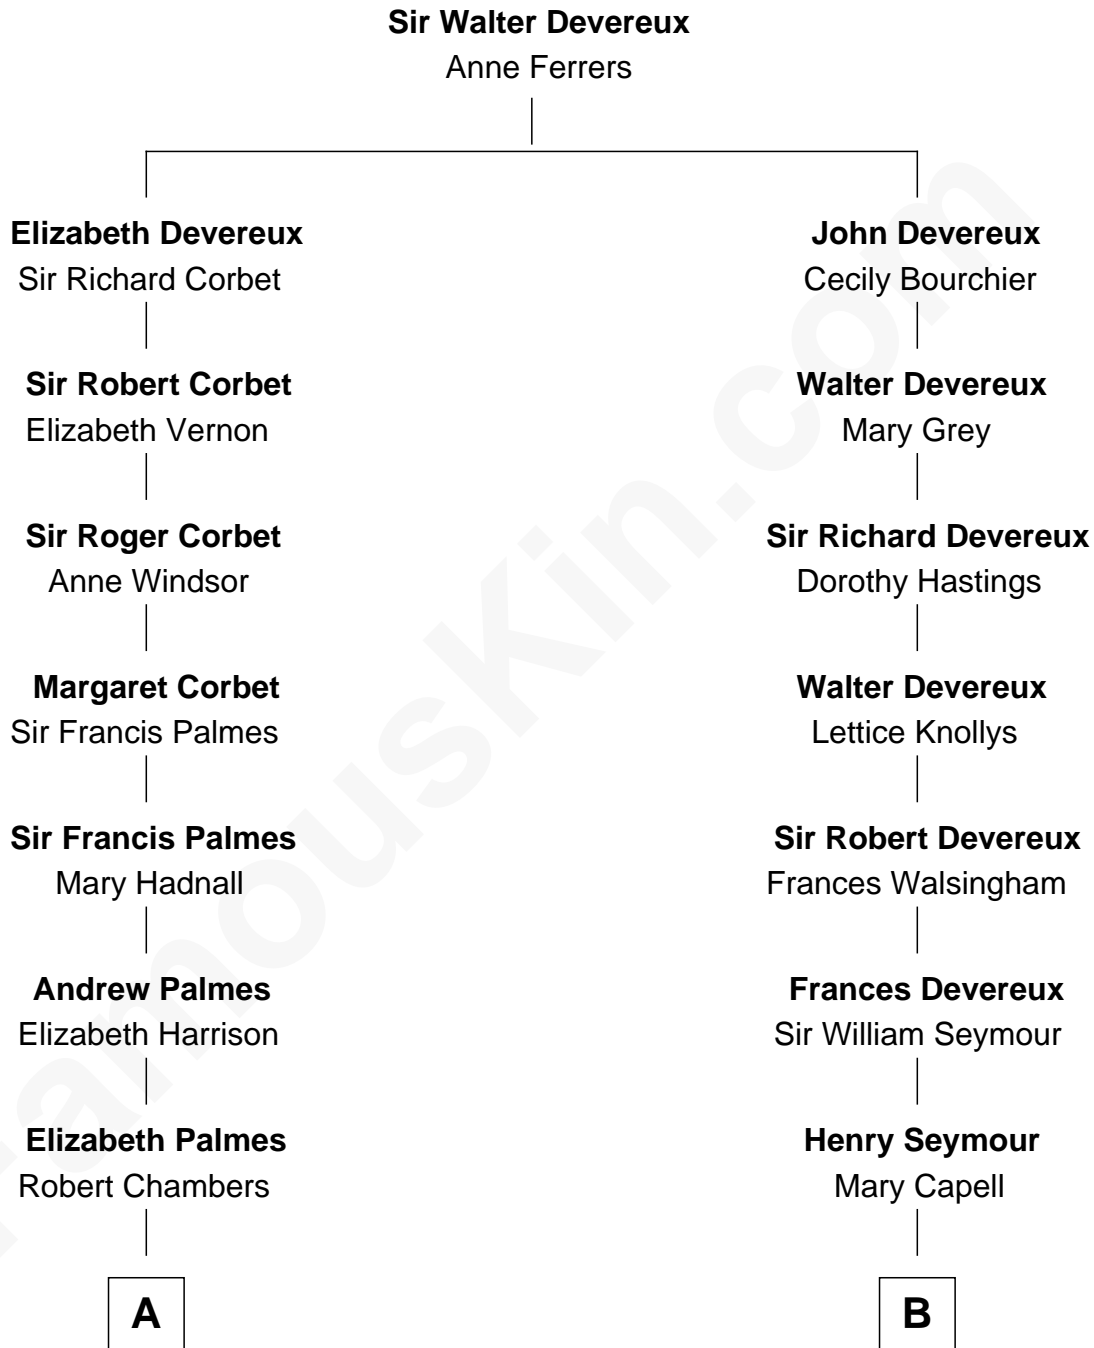 Sir Walter Devereux
Anne Ferrers
Elizabeth Devereux
Sir Richard Corbet
John Devereux
Cecily Bourchier
Sir Robert Corbet
Elizabeth Vernon
Walter Devereux
Mary Grey
Sir Roger Corbet
Anne Windsor
Sir Richard Devereux
Dorothy Hastings
Margaret Corbet
Sir Francis Palmes
Walter Devereux
Lettice Knollys
Sir Francis Palmes
Mary Hadnall
Sir Robert Devereux
Frances Walsingham
Andrew Palmes
Elizabeth Harrison
Frances Devereux
Sir William Seymour
Elizabeth Palmes
Robert Chambers
Henry Seymour
Mary Capell
A
B
FamousKin.com